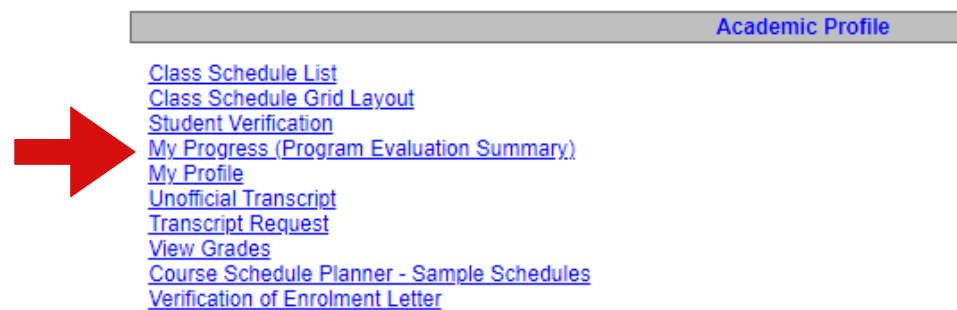 Academic Profile
Class Schedule List
Class Schedule Grid Layout
Student Verification
My Progress (Program Evaluation Summary)
My Profile
Unofficial Transcript
Transcript Request
View Grades
Course Schedule Planner - Sample Schedules
Verification of Enrolment Letter